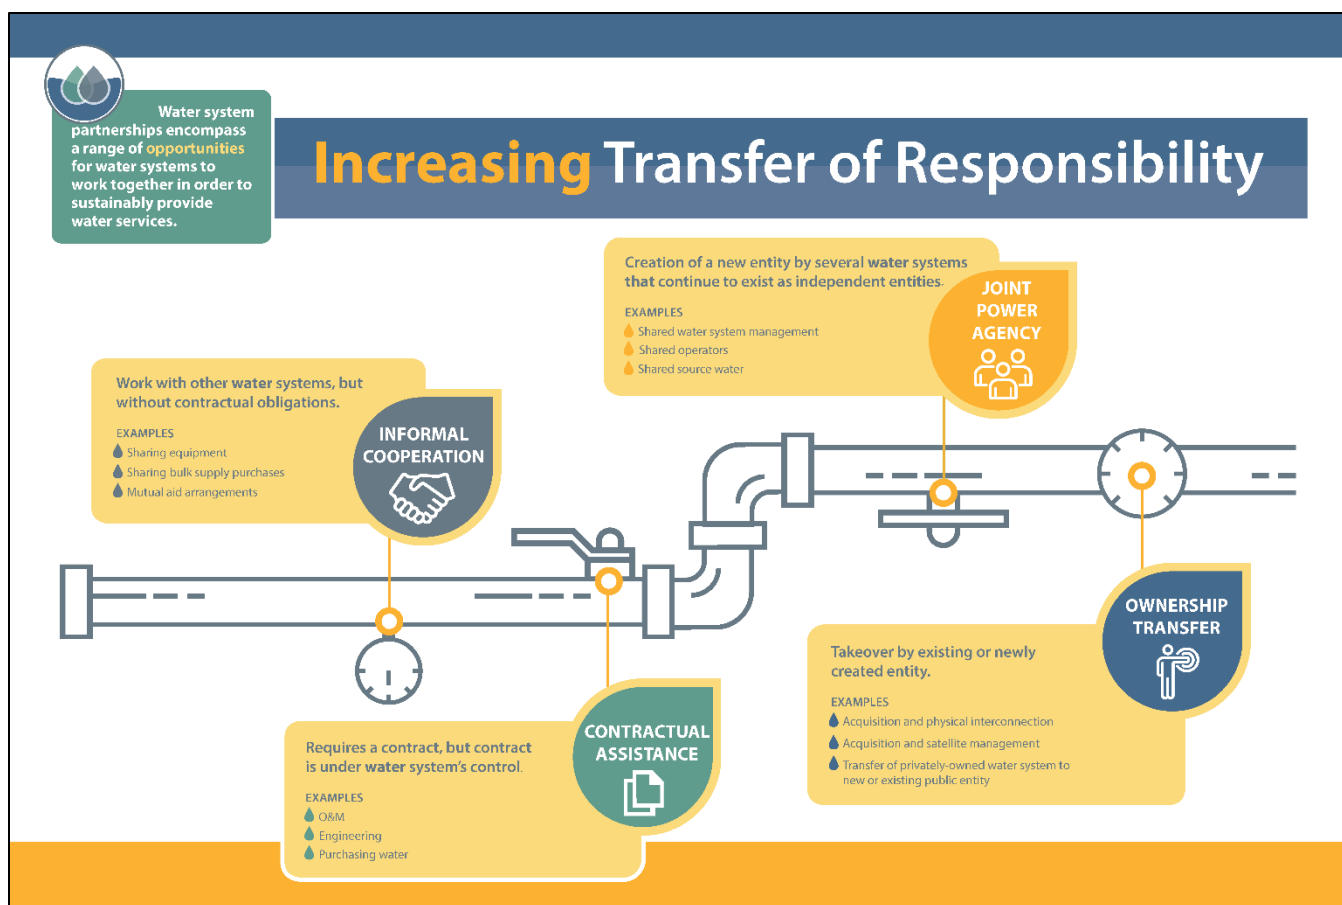 Water system
partnerships encompass
a range of opportunities
for water systems to
work together in order to
sustainably provide
water services.
Increasing Transfer of Responsibility
Work with other water systems, but
without contractual obligations.
EXAMPLES
Sharing equipment
Sharing bulk supply purchases
Mutual aid arrangements
INFORMAL
COOPERATION
Requires a contract, but contract
is under water system's control.
EXAMPLES
O&M
Engineering
Purchasing water
CONTRACTUAL
ASSISTANCE
Creation of a new entity by several water systems
that continue to exist as independent entities.
EXAMPLES
Shared water system management
Shared operators
Shared source water
JOINT
POWER
AGENCY
Takeover by existing or newly
created entity.
EXAMPLES
Acquisition and physical interconnection
Acquisition and satellite management
Transfer of privately-owned water system to
new or existing public entity
OWNERSHIP
TRANSFER